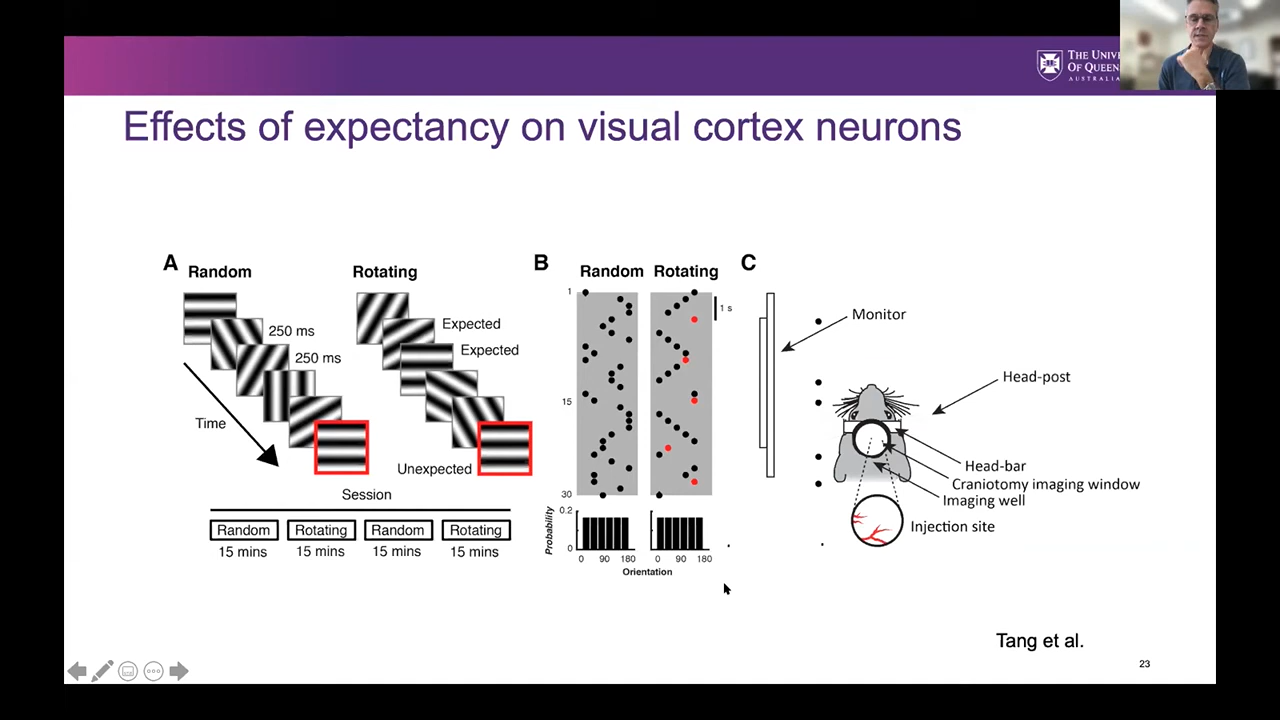 THE UNIVE
OF QUEEN
AUSTRALIA
Effects of expectancy on visual cortex neurons
A
Random
Rotating
250 ms
250 ms
Time
Expected
Expected
Unexpected
Session
Random
Rotating
Random
Rotating
15 mins
15 mins
15 mins
15 mins
B
Random
Rotating
1
15
30
1 s
0.2
0
Probability
0
90
180
0
90
180
Orientation
C
Monitor
Head-post
Head-bar
Craniotomy imaging window
Imaging well
Injection site
Tang et al.
23